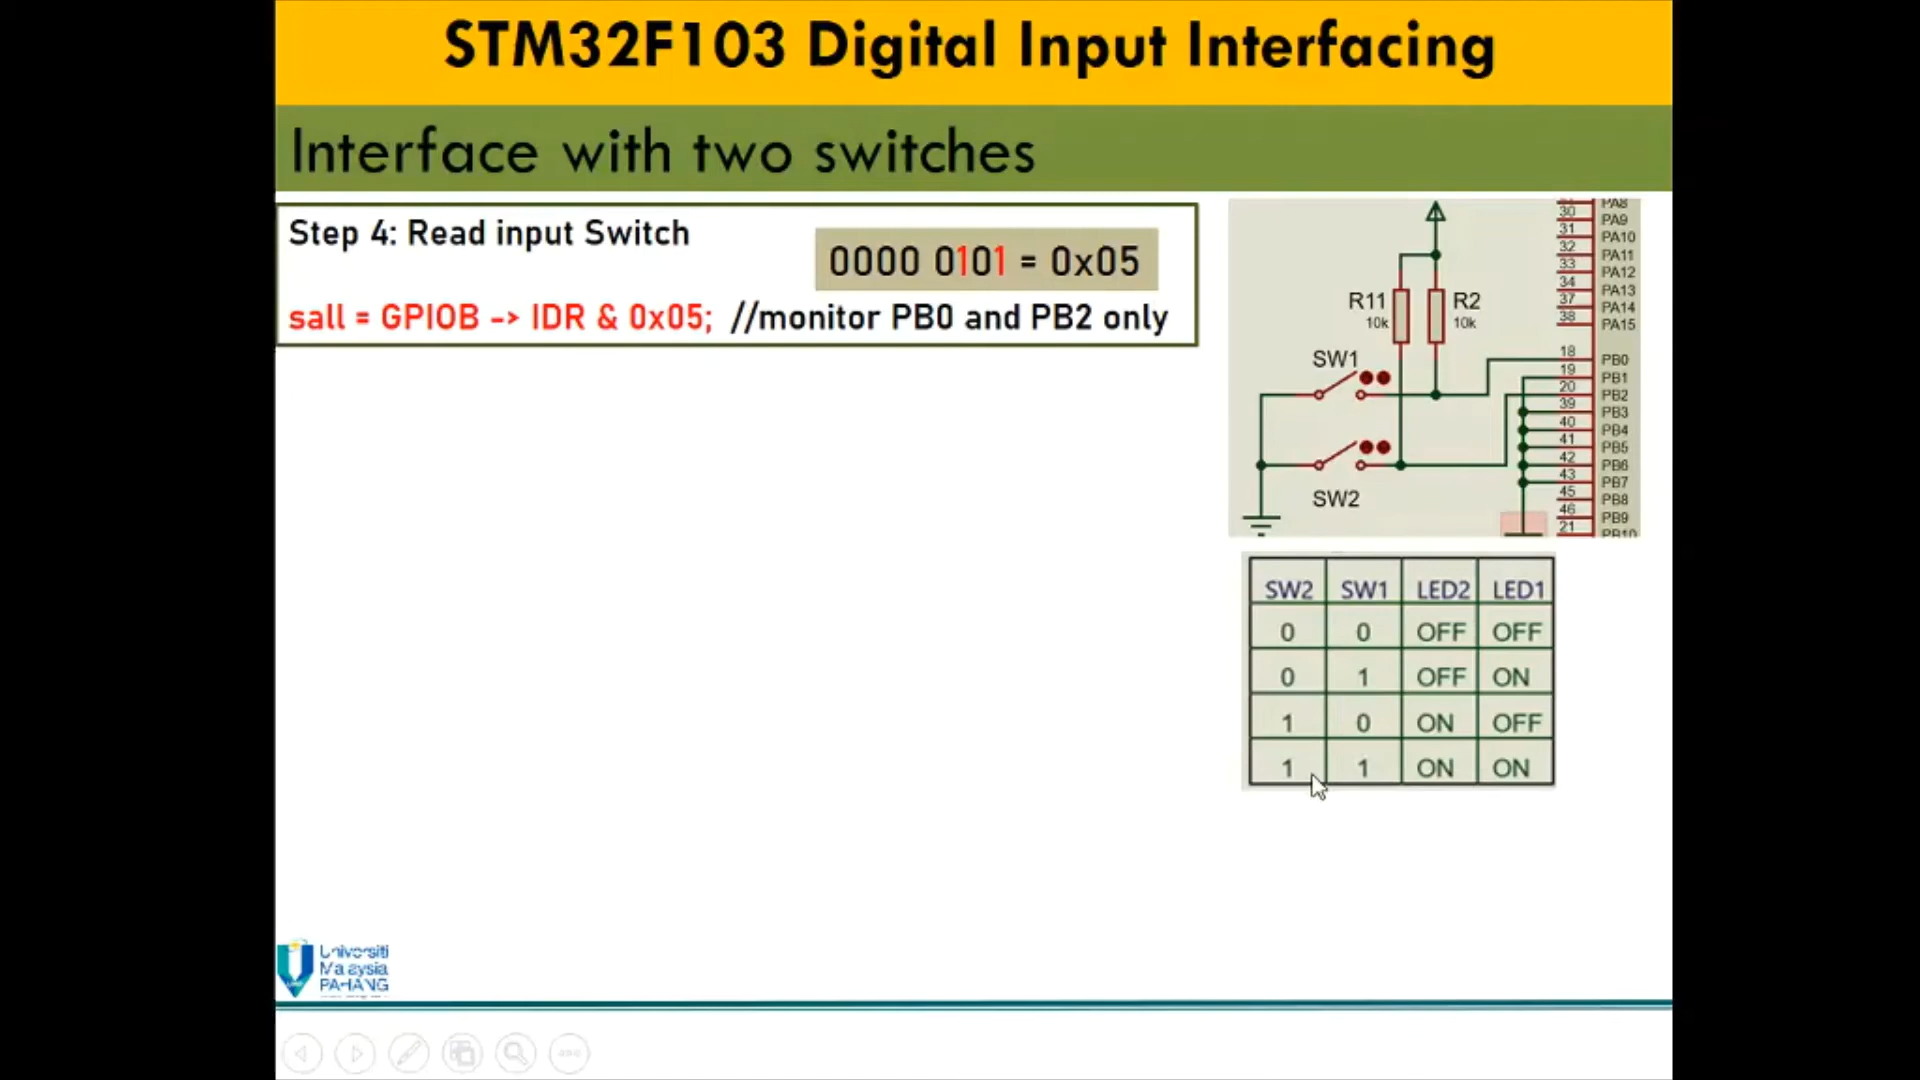 STM32F103 Digital Input Interfacing
Interface with two switches
Step 4: Read input Switch
0000 0101 = 0x05
sall = GPIOB -> IDR & 0x05; //monitor PB0 and PB2 only
PA8
30 PA9
31 PA10
32 PA11
33 PA12
34 PA13
37 PA14
38 PA15
R11
10k
R2
10k
SW1
SW2
18 PB0
19 PB1
20 PB2
39 PB3
40 PB4
41 PB5
42 PB6
43 PB7
45 PB8
46 PB9
21 PB10
SW2 SW1 LED2 LED1
0 0 OFF OFF
0 1 OFF ON
1 0 ON OFF
1 1 ON ON
Universiti
Malaysia
PAHANG